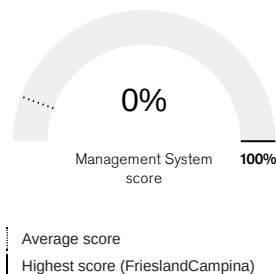 0%
Management System
score
100%
Average score
Highest score (FrieslandCampina)